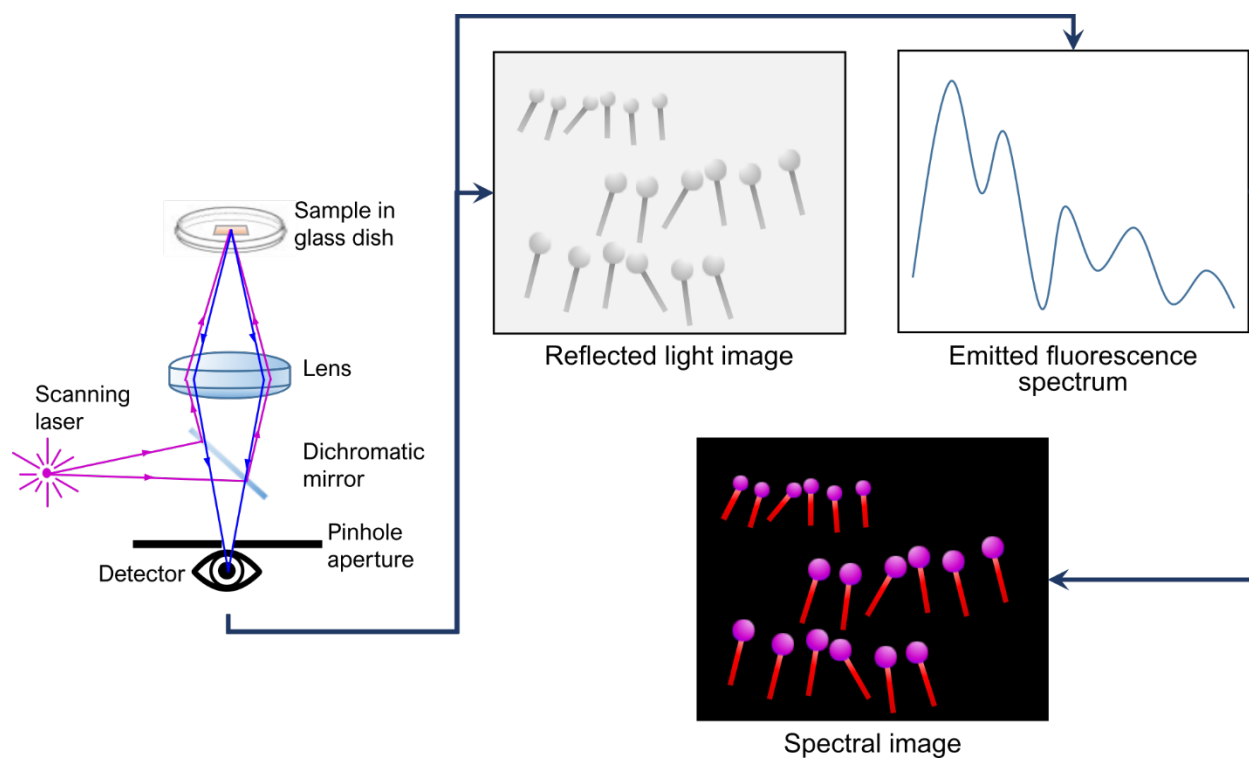 Sample in
glass dish
Lens
Scanning
laser
Dichromatic
mirror
Pinhole
aperture
Detector
Reflected light image
Emitted fluorescence
spectrum
Spectral image